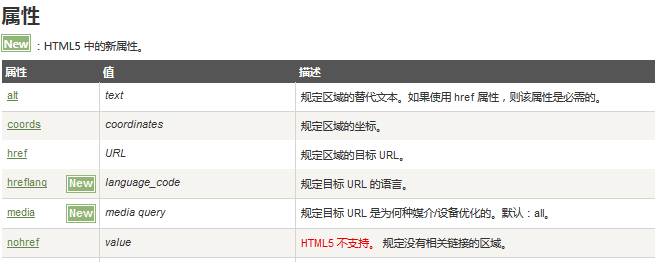 属性
New ：HTML5 中的新属性。
属性 值 描述
alt text 规定区域的替代文本。如果使用 href 属性，则该属性是必需的。
coords coordinates 规定区域的坐标。
href URL 规定区域的目标 URL。
hreflang New language_code 规定目标 URL 的语言。
media New media query 规定目标 URL 是为何种媒介/设备优化的。默认：all。
nohref value HTML5 不支持。 规定没有相关链接的区域。